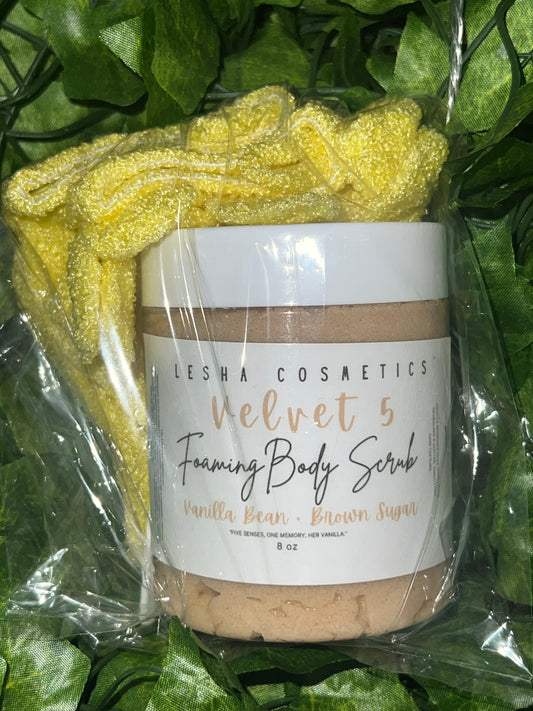 LESHA COSMETICS
Velvet 5
Foaming Body Scrub
Vanilla Bean • Brown Sugar
"FIVE SENSES, ONE MEMORY, HER VANILLA."
8 oz